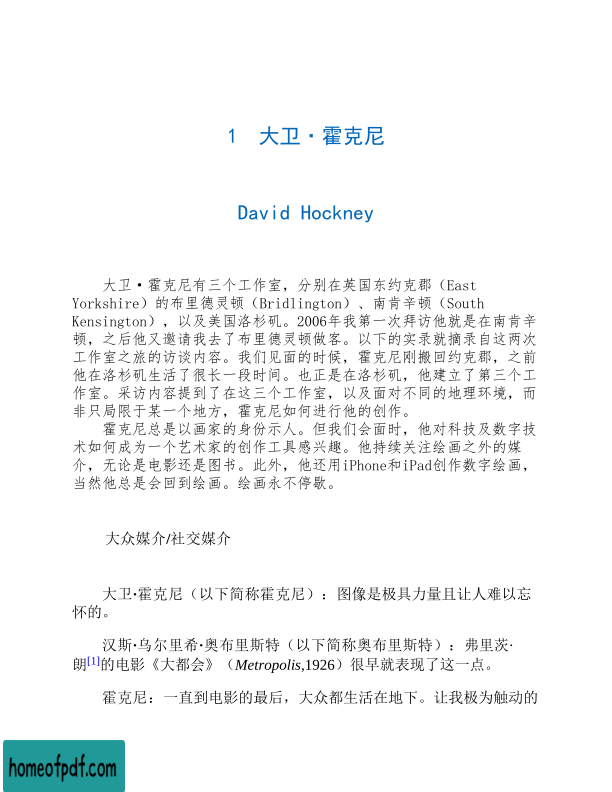 1 大卫·霍克尼
David Hockney
大卫·霍克尼有三个工作室，分别在英国东约克郡（East
Yorkshire）的布里德灵顿（Bridlington）、南肯辛顿（South
Kensington），以及美国洛杉矶。2006年我第一次拜访他就是在南肯辛
顿，之后他又邀请我去了布里德灵顿做客。以下的实录就摘录自这两次
工作室之旅的访谈内容。我们见面的时候，霍克尼刚搬回约克郡，之前
他在洛杉矶生活了很长一段时间。也正是在洛杉矶，他建立了第三个工
作室。采访内容提到了在这三个工作室，以及面对不同的地理环境，而
非只局限于某一个地方，霍克尼如何进行他的创作。
霍克尼总是以画家的身份示人。但我们会面时，他对科技及数字技
术如何成为一个艺术家的创作工具感兴趣。他持续关注绘画之外的媒
介，无论是电影还是图书。此外，他还用iPhone和iPad创作数字绘画，
当然他总是会回到绘画。绘画永不停歇。
大众媒介/社交媒介
大卫·霍克尼（以下简称霍克尼）：图像是极具力量且让人难以忘
怀的。
汉斯·乌尔里希·奥布里斯特（以下简称奥布里斯特）：弗里茨·
朗[1]的电影《大都会》（Metropolis,1926）很早就表现了这一点。
霍克尼：一直到电影的最后，大众都生活在地下。让我极为触动的
homeofpdf.com